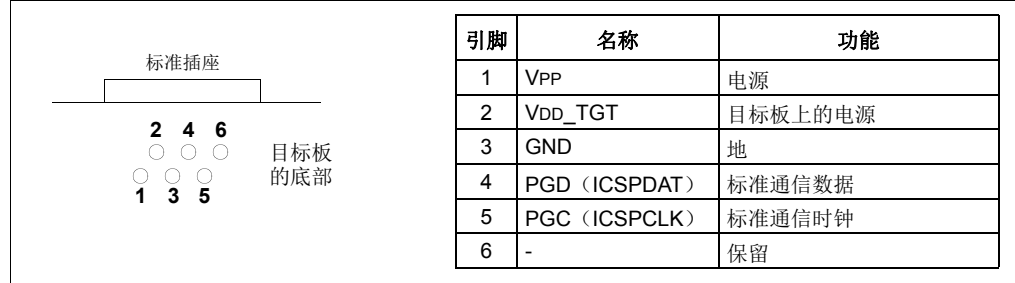 标准插座
2 4 6
目标板
的底部
1 3 5
引脚 名称 功能
1 VPP 电源
2 VDD_TGT 目标板上的电源
3 GND 地
4 PGD（ICSPDAT） 标准通信数据
5 PGC（ICSPCLK） 标准通信时钟
6 - 保留